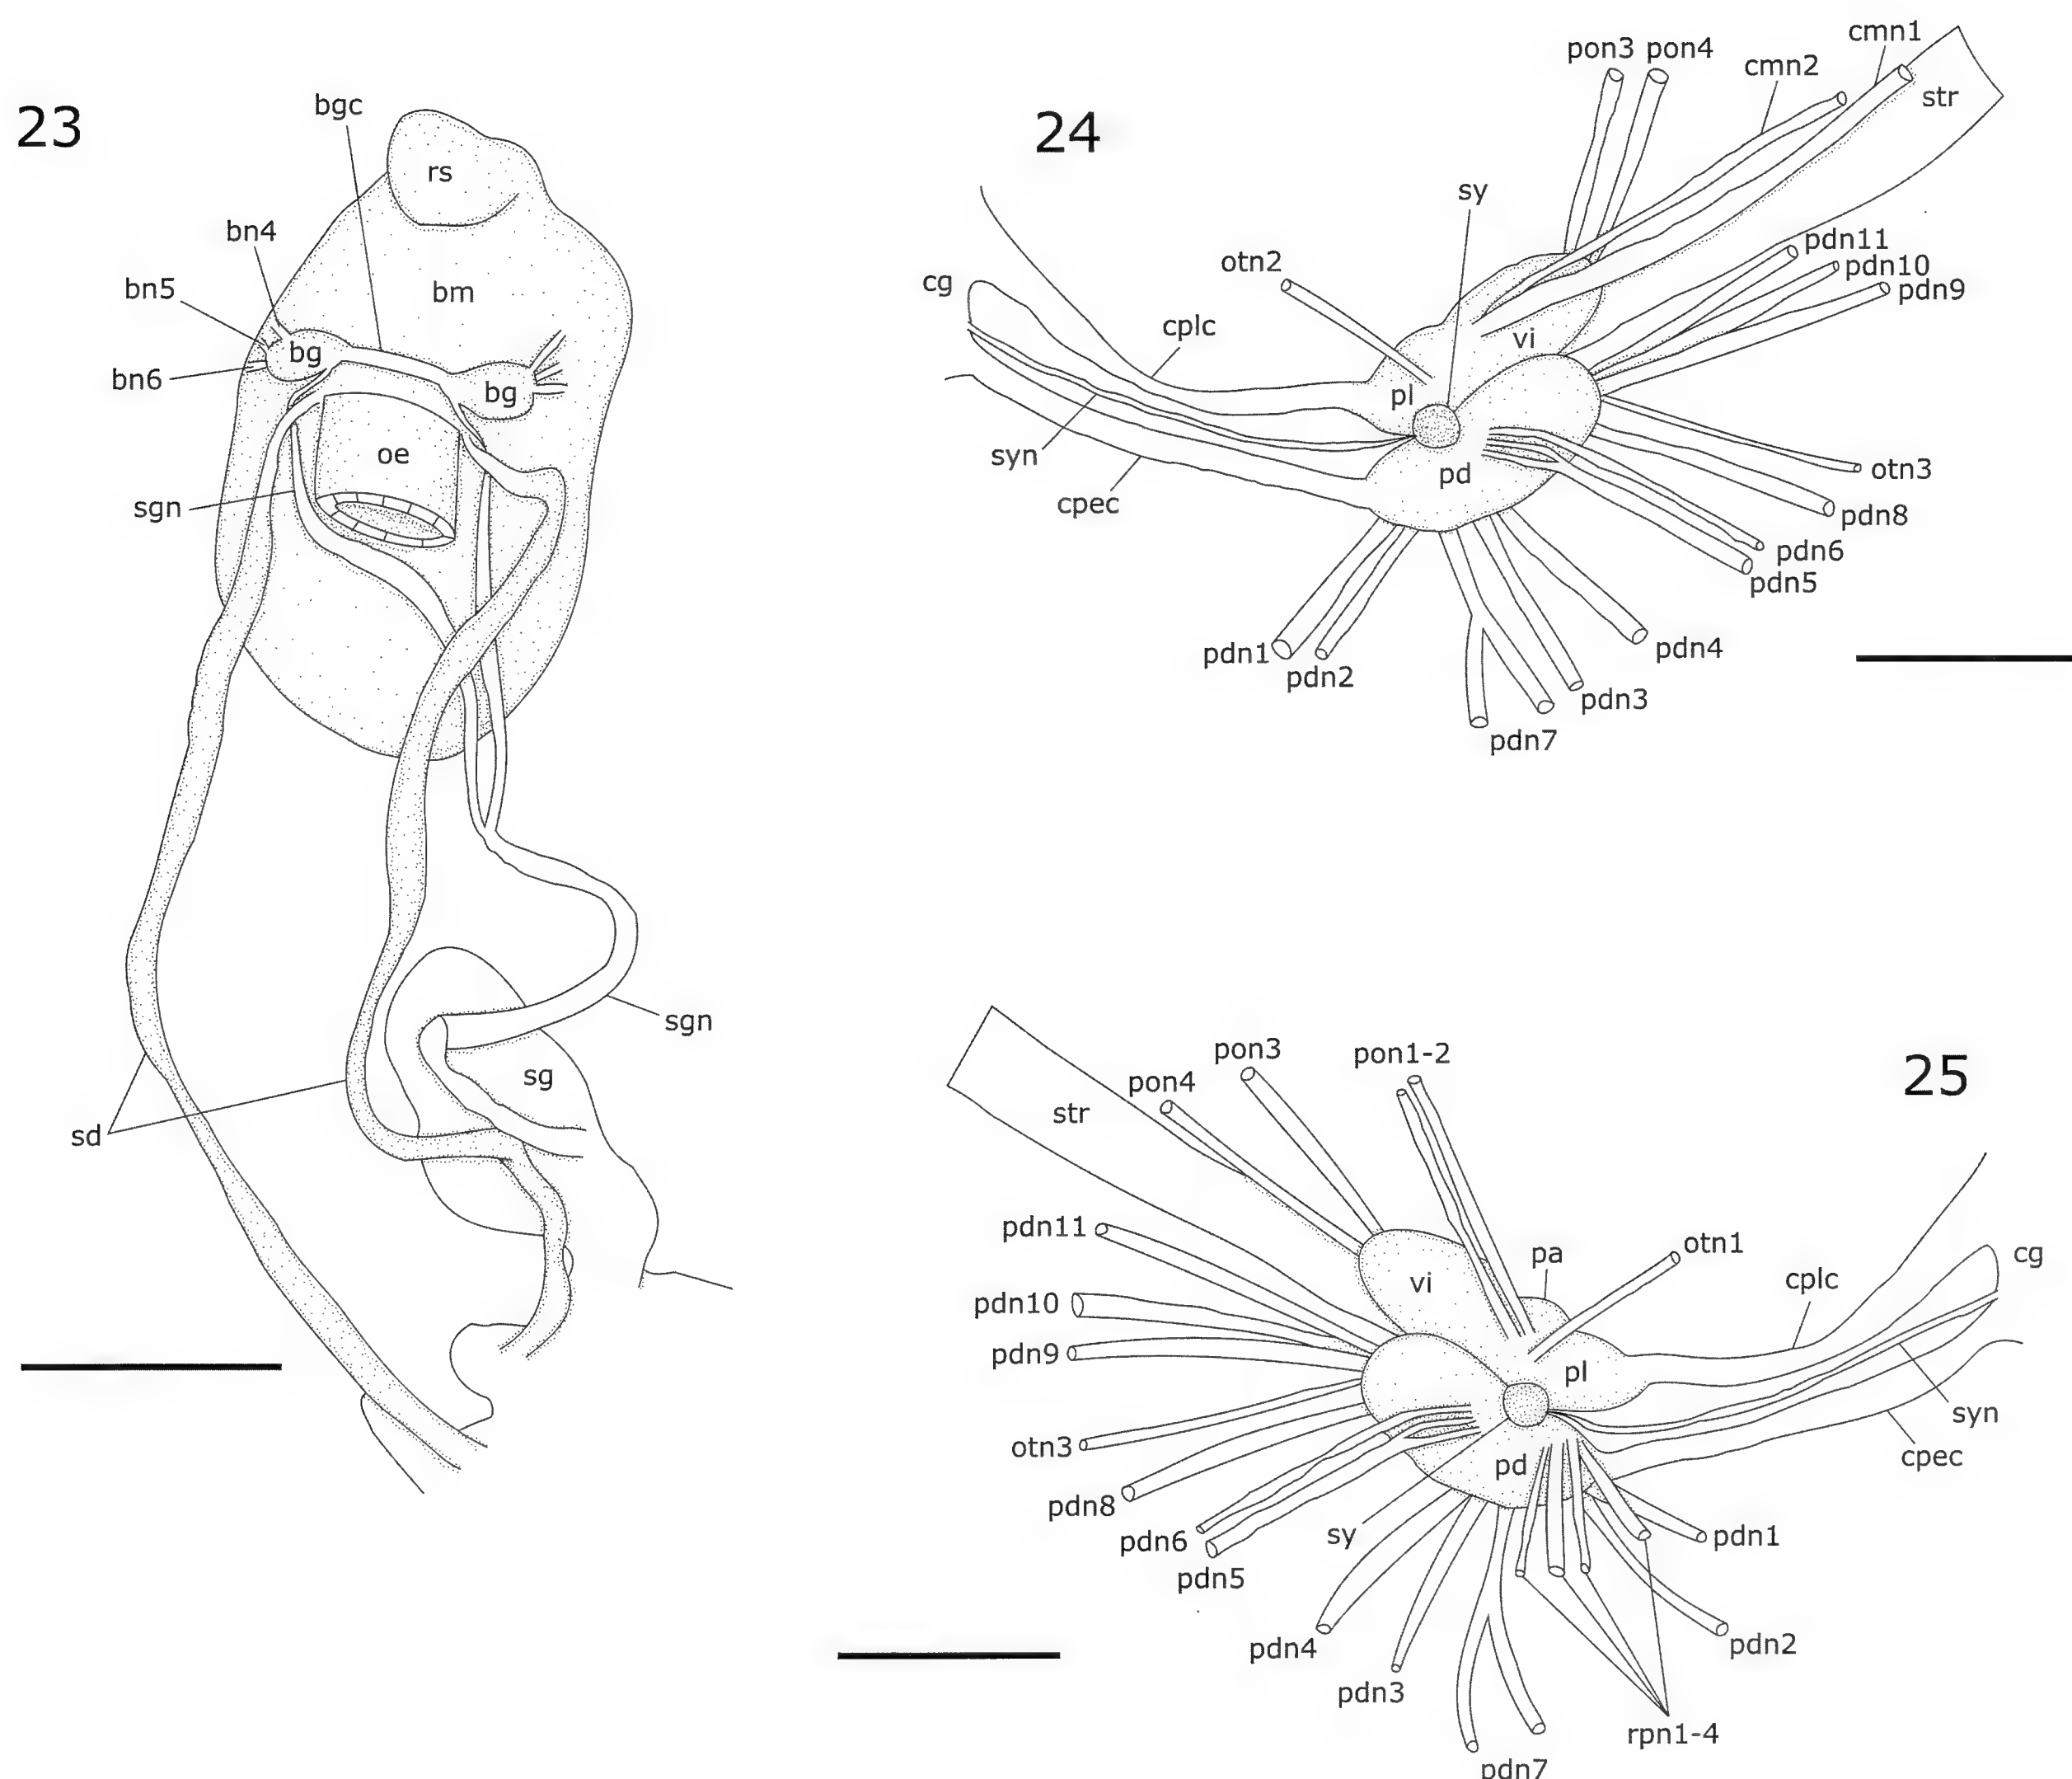 23
bgc
rs
bn4
bm
bn5
bg
bn6
bg
oe
sgn
sgn
sg
sd
24
pon3 pon4
cmn2
cmn1
str
sy
otn2
pdn11
pdn10
pdn9
cg
cplc
vi
pl
syn
pd
otn3
cpec
pdn8
pdn6
pdn5
pdn1
pdn2
pdn4
pdn3
pdn7
25
pon3
pon1-2
pon4
str
pdn11
pa
otn1
cg
vi
cplc
pdn10
pdn9
pl
syn
otn3
cpec
pd
pdn8
sy
pdn6
pdn1
pdn5
pdn4
pdn2
pdn3
rpn1-4
pdn7